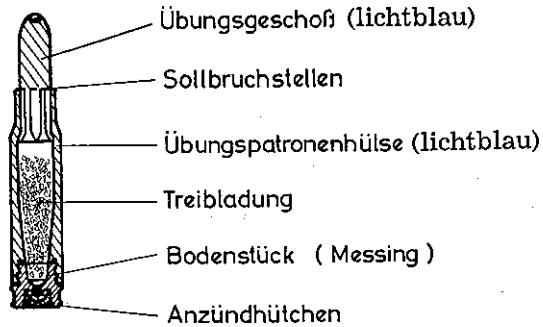 Übungsgeschoß (lichtblau)
Sollbruchstellen
Übungspatronenhülse (lichtblau)
Treibladung
Bodenstück ( Messing )
Anzündhütchen